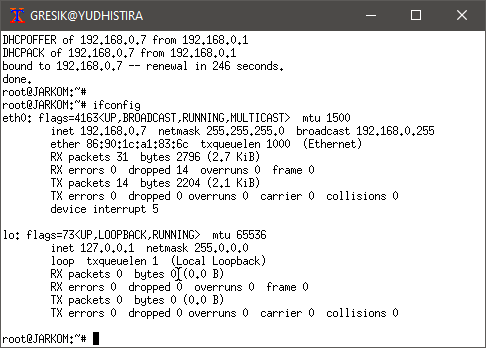 GRESIK@YUDHISTIRA
DHCPOFFER of 192.168.0.7 from 192.168.0.1
DHCPACK of 192.168.0.7 from 192.168.0.1
bound to 192.168.0.7 -- renewal in 246 seconds.
done.
root@JARKOM:~#
root@JARKOM:~# ifconfig
eth0: flags=4163<UP,BROADCAST,RUNNING,MULTICAST>  mtu 1500
        inet 192.168.0.7  netmask 255.255.255.0  broadcast 192.168.0.255
        ether 86:90:1c:a1:83:6c  txqueuelen 1000  (Ethernet)
        RX packets 31  bytes 2796 (2.7 KiB)
        RX errors 0  dropped 14  overruns 0  frame 0
        TX packets 14  bytes 2204 (2.1 KiB)
        TX errors 0  dropped 0 overruns 0  carrier 0  collisions 0
        device interrupt 5
lo: flags=73<UP,LOOPBACK,RUNNING>  mtu 65536
        inet 127.0.0.1  netmask 255.0.0.0
        loop  txqueuelen 1  (Local Loopback)
        RX packets 0  bytes 0 (0.0 B)
        RX errors 0  dropped 0  overruns 0  frame 0
        TX packets 0  bytes 0 (0.0 B)
        TX errors 0  dropped 0 overruns 0  carrier 0  collisions 0
root@JARKOM:~#